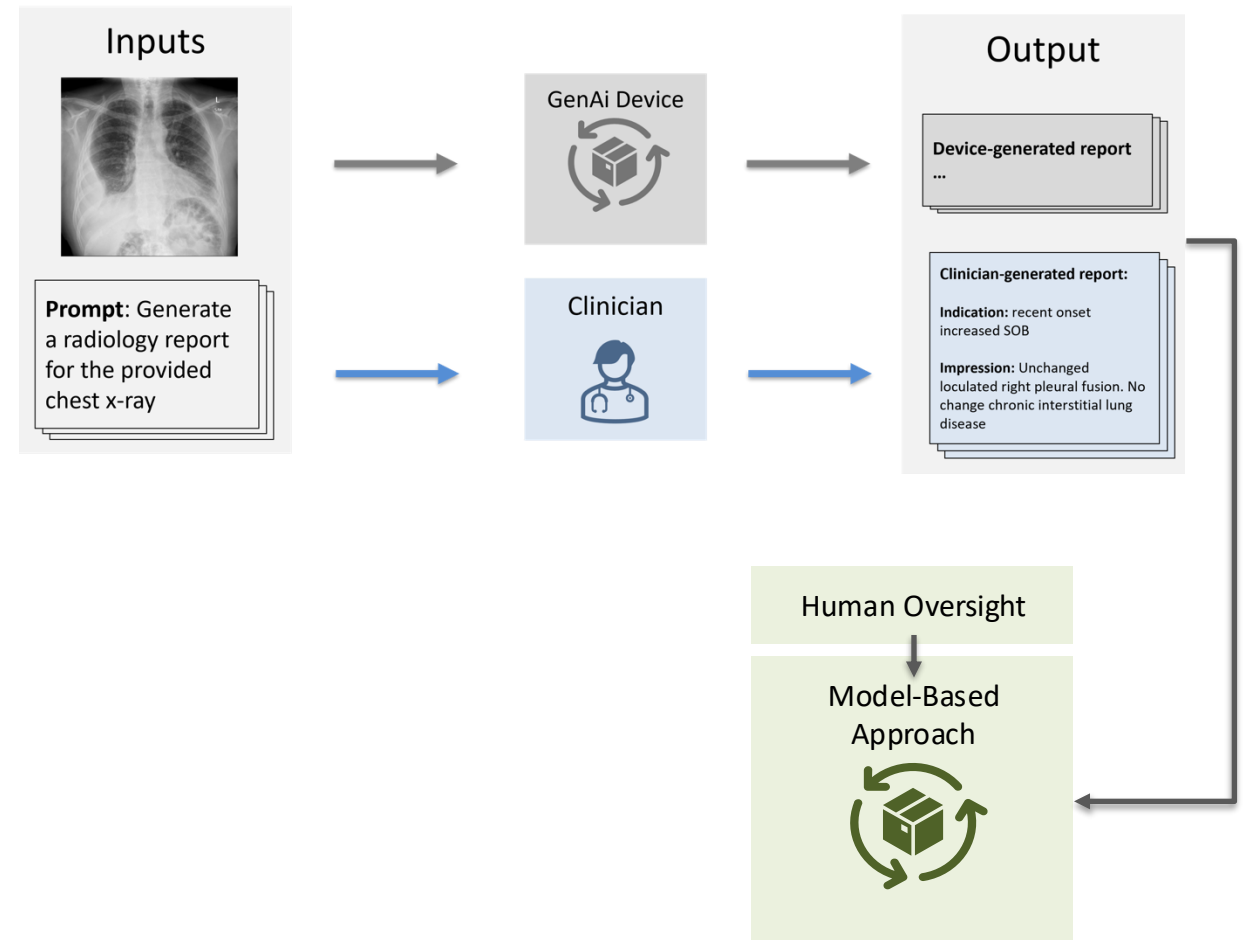 Inputs
L
Prompt: Generate
a radiology report
for the provided
chest x-ray
GenAi Device
Clinician
Output
Device-generated report
...
Clinician-generated report:
Indication: recent onset
increased SOB
Impression: Unchanged
loculated right pleural fusion. No
change chronic interstitial lung
disease
Human Oversight
Model-Based
Approach